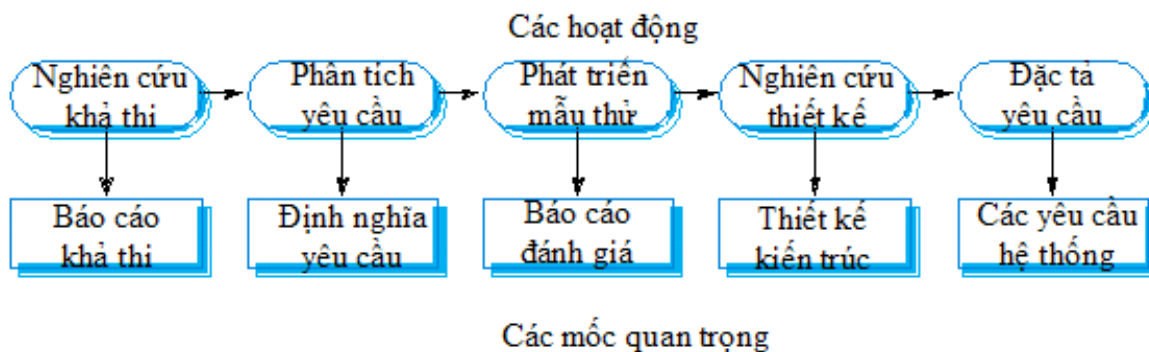 Các hoạt động
Nghiên cứu
khả thi
Phân tích
yêu cầu
Phát triển
mẫu thử
Nghiên cứu
thiết kế
Đặc tả
yêu cầu
Báo cáo
khả thi
Định nghĩa
yêu cầu
Báo cáo
đánh giá
Thiết kế
kiến trúc
Các yêu cầu
hệ thống
Các mốc quan trọng